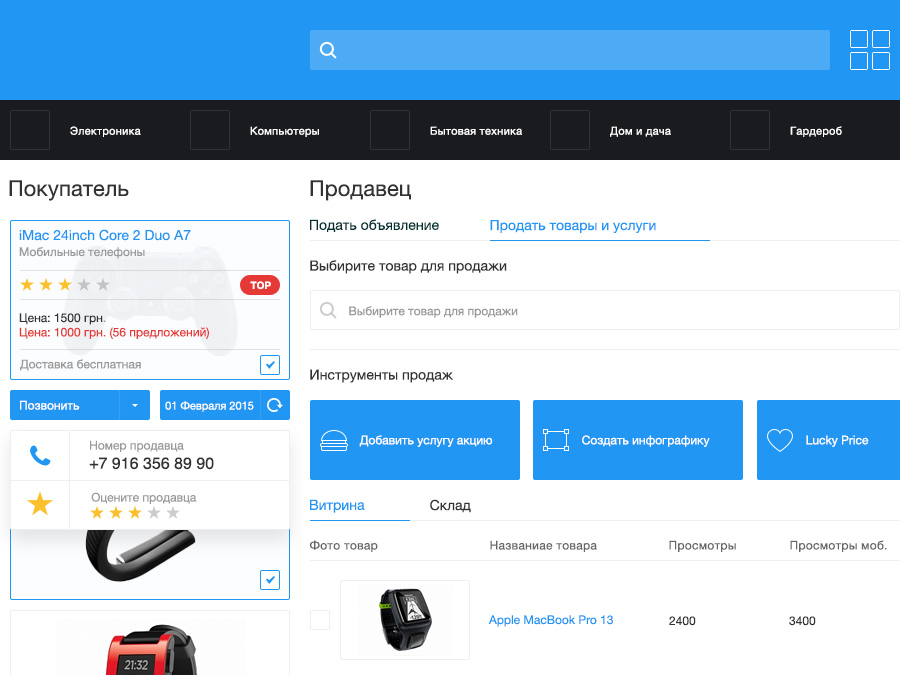 Электроника
Компьютеры
Бытовая техника
Дом и дача
Гардероб
Покупатель
iMac 24inch Core 2 Duo A7
Мобильные телефоны
TOP
Цена: 1500 грн.
Цена: 1000 грн. (56 предложений)
Доставка бесплатная
Позвонить
01 Февраля 2015
Номер продавца
+7 916 356 89 90
Оцените продавца
21:32
Продавец
Подать объявление
Продать товары и услуги
Выбирите товар для продажи
Выбирите товар для продажи
Инструменты продаж
Добавить услугу акцию
Создать инфографику
Lucky Price
Витрина
Склад
Фото товар
Названиае товара
Просмотры
Просмотры моб.
Apple MacBook Pro 13
2400
3400